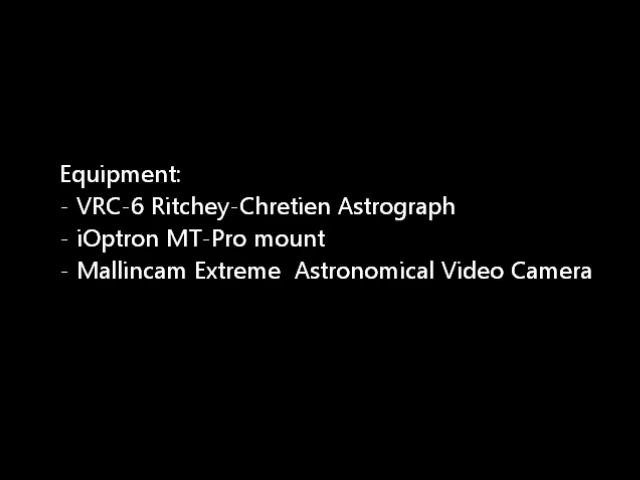 Equipment:
- VRC-6 Ritchey-Chretien Astrograph
- iOptron MT-Pro mount
- Mallincam Extreme  Astronomical Video Camera